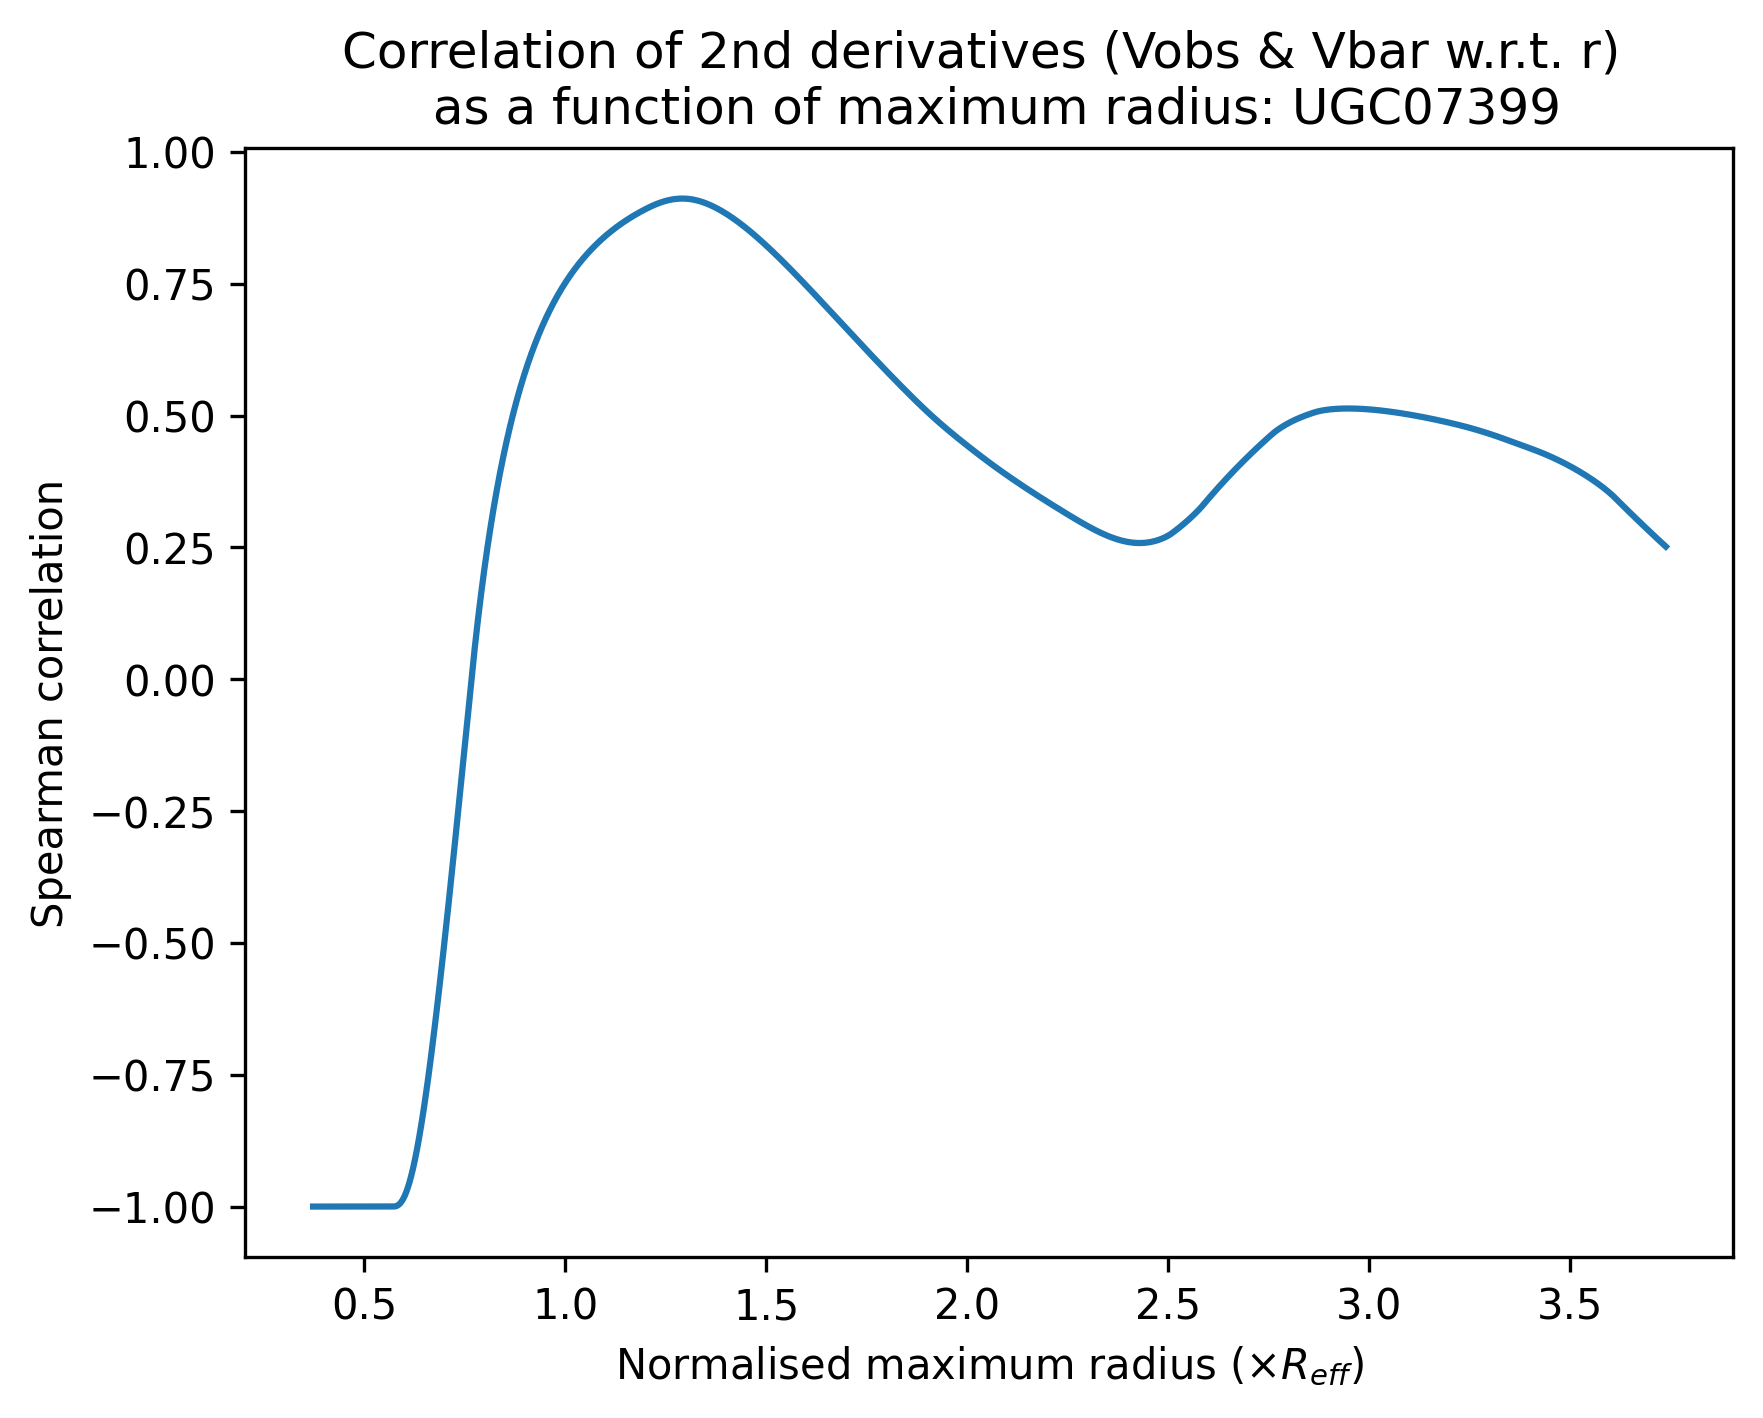 Correlation of 2nd derivatives (Vobs & Vbar w.r.t. r)
as a function of maximum radius: UGC07399
1.00
0.75
0.50
0.25
0.00
−0.25
−0.50
−0.75
−1.00
Spearman correlation
0.5 1.0 1.5 2.0 2.5 3.0 3.5
Normalised maximum radius (×R_{eff})